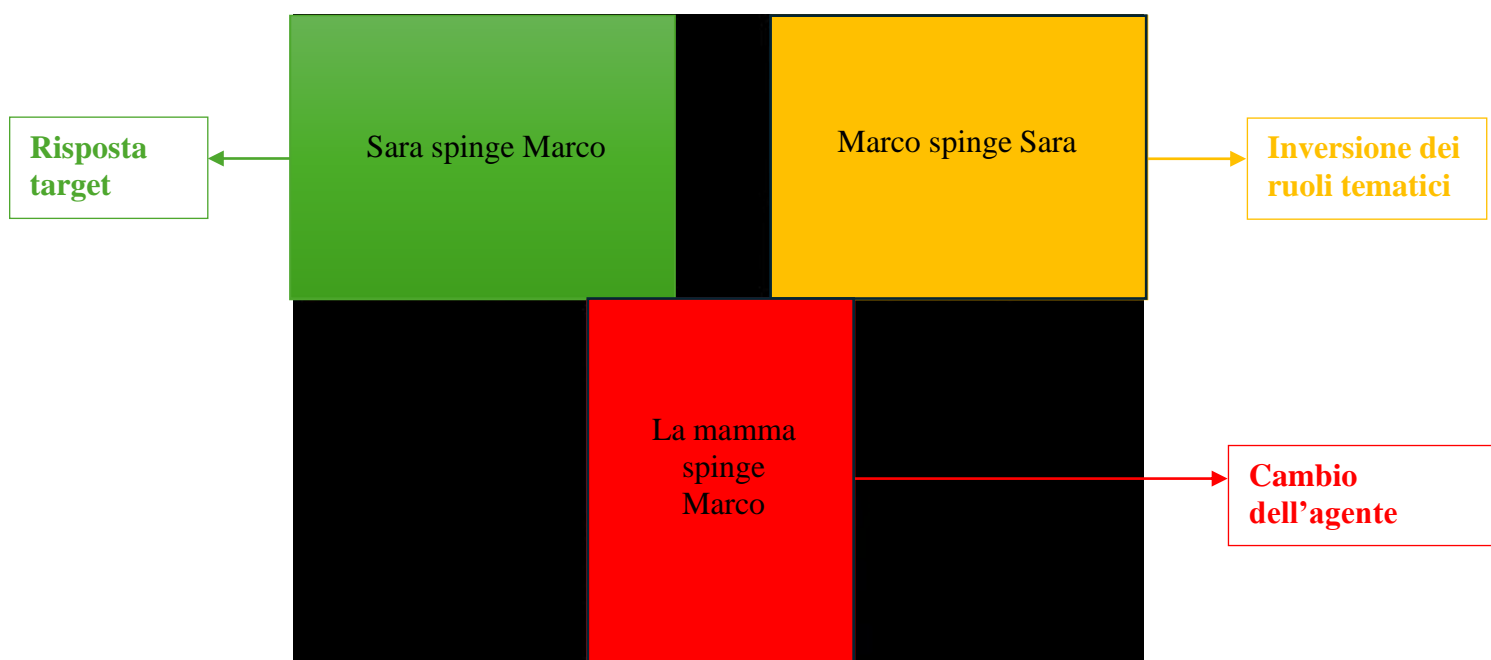 Risposta
target
Sara spinge Marco
Marco spinge Sara
Inversione dei
ruoli tematici
La mamma
spinge
Marco
Cambio
dell’agente